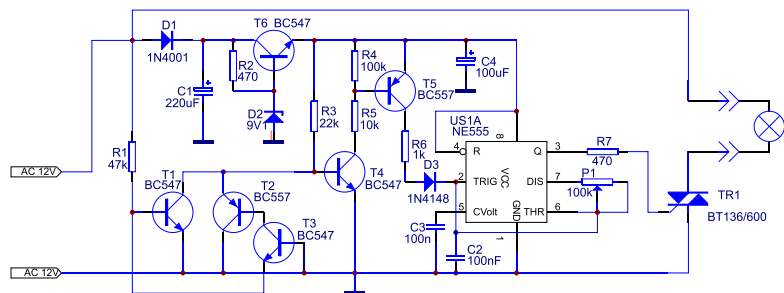 D1
1N4001
T6 BC547
C1
220uF
R2
470
D2
9V1
R3
22k
R4
100k
R5
10k
T5
BC557
C4
100uF
R6
1k
D3
1N4148
US1A
NE555
8
4
R
VCC
Q
3
R7
470
2
TRIG
DIS
7
P1
100k
5
CVolt
GND
THR
6
1
C3
100n
C2
100nF
TR1
BT136/600
R1
47k
AC 12V
T1
BC547
T2
BC557
T3
BC547
T4
BC547
AC 12V